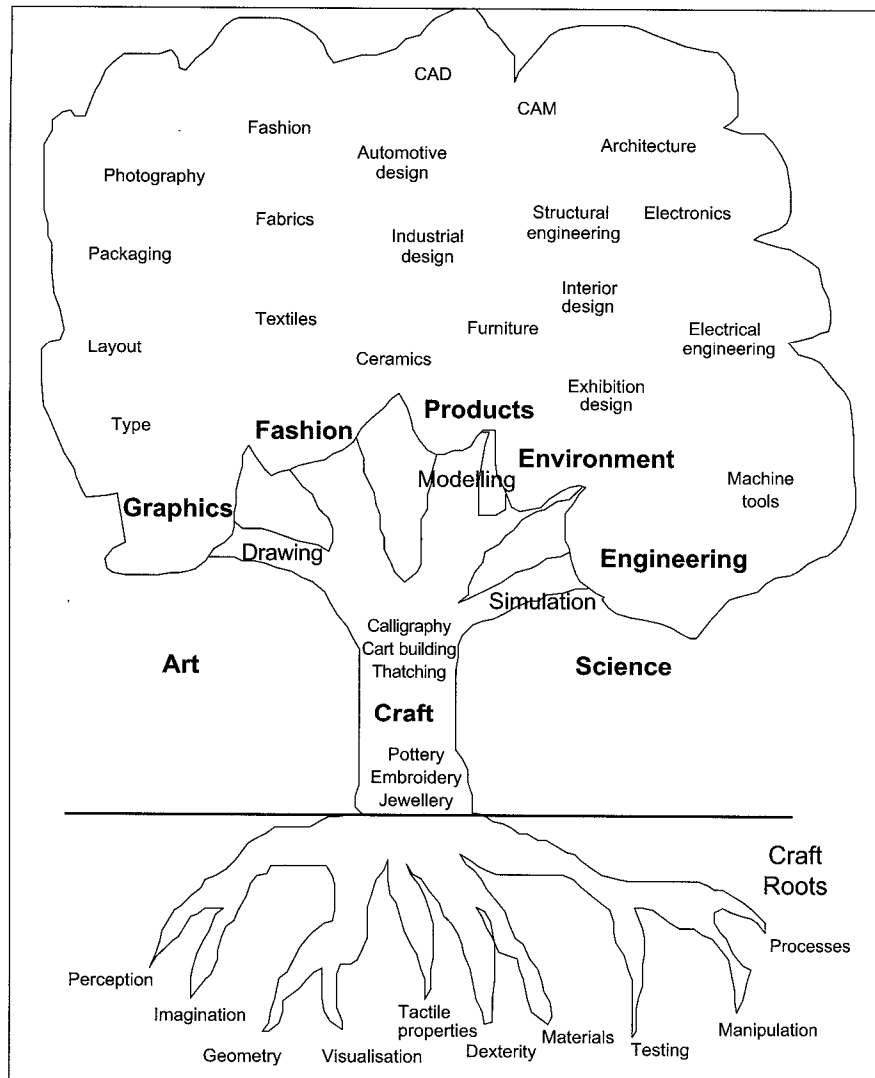 CAD
CAM
Fashion
Architecture
Automotive
design
Photography
Structural
engineering
Electronics
Fabrics
Industrial
design
Packaging
Interior
design
Textiles
Furniture
Electrical
engineering
Layout
Ceramics
Exhibition
design
Products
Type
Fashion
Environment
Modelling
Machine
tools
Graphics
Drawing
Engineering
Simulation
Calligraphy
Cart building
Thatching
Art
Science
Craft
Pottery
Embroidery
Jewellery
Craft
Roots
Processes
Perception
Imagination
Tactile
properties
Materials
Manipulation
Geometry
Visualisation
Dexterity
Testing